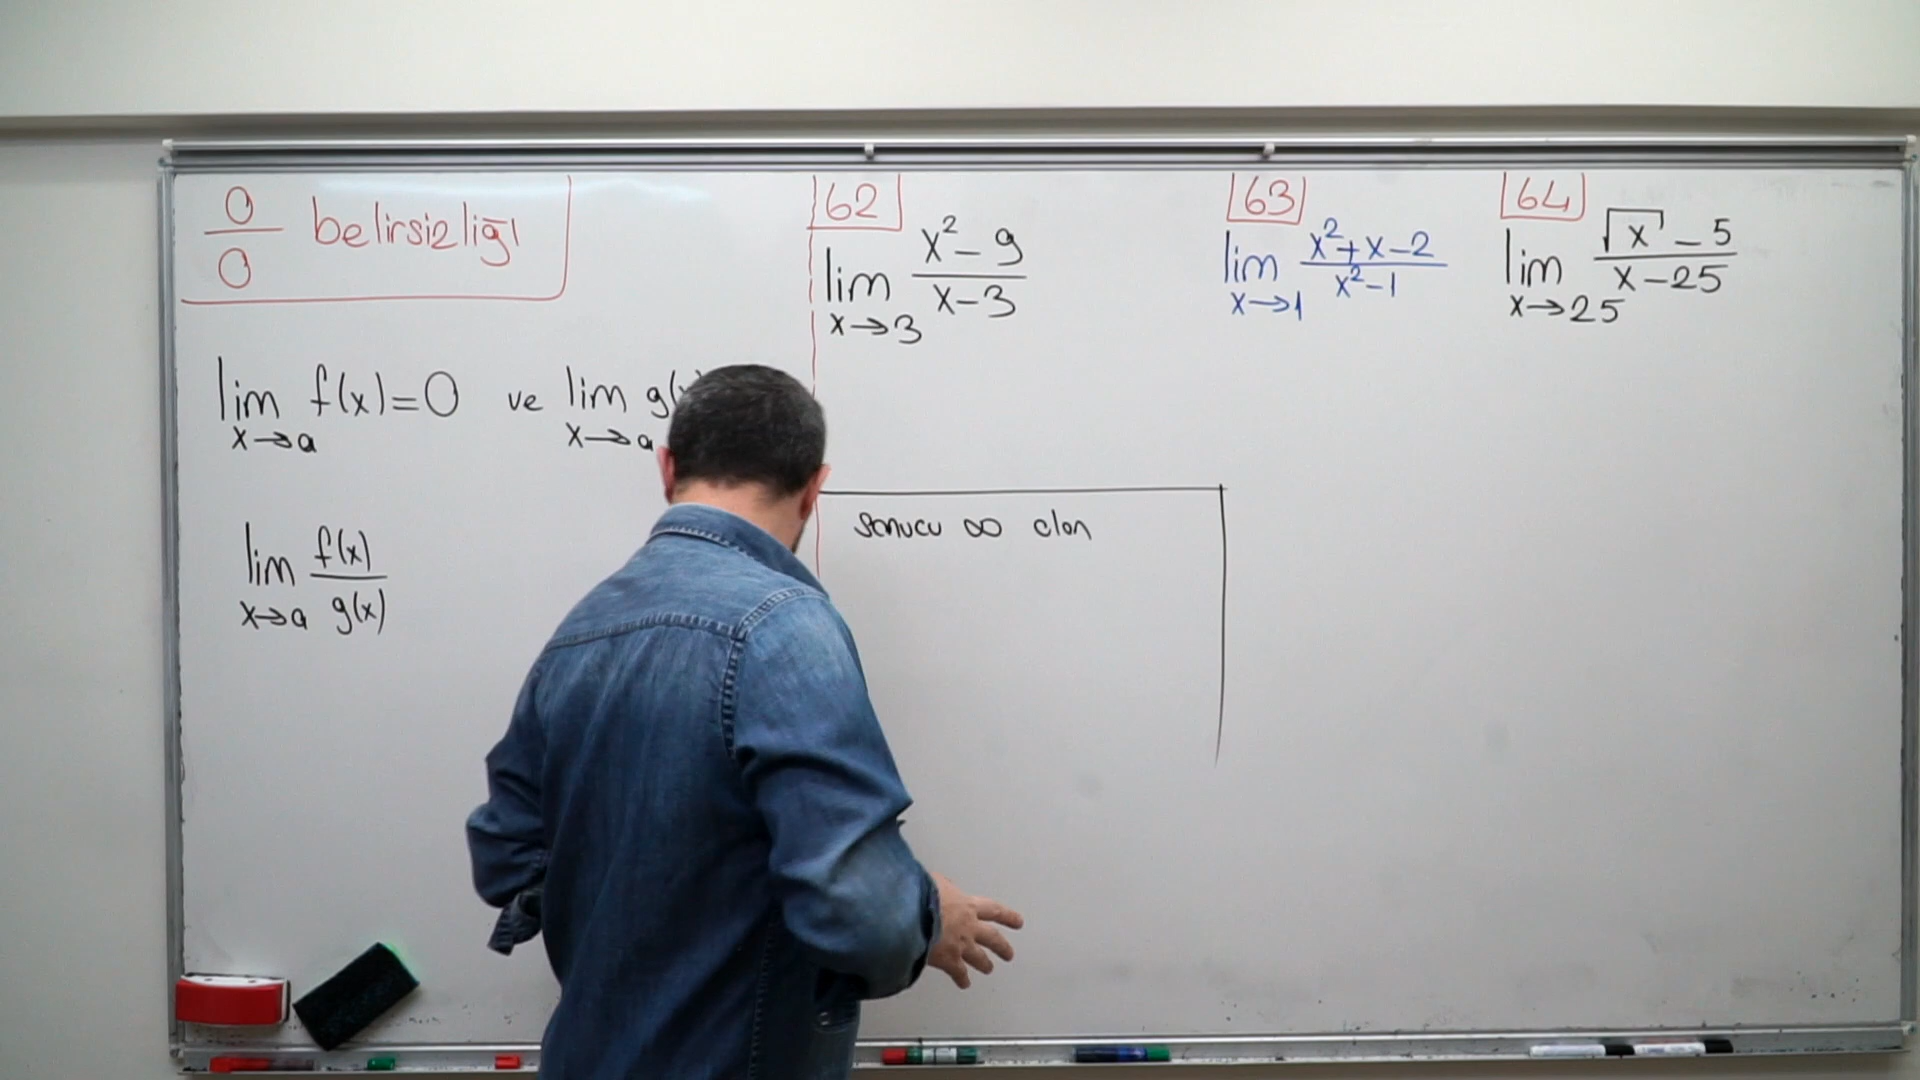 0/0 belirsizliği
lim x→a f(x)=0 ve lim x→a g(
lim x→a f(x)/g(x)
62
lim x→3 (x²-9)/(x-3)
sonucu ∞ olan
63
lim x→1 (x²+x-2)/(x²-1)
64
lim x→25 (√x - 5)/(x-25)